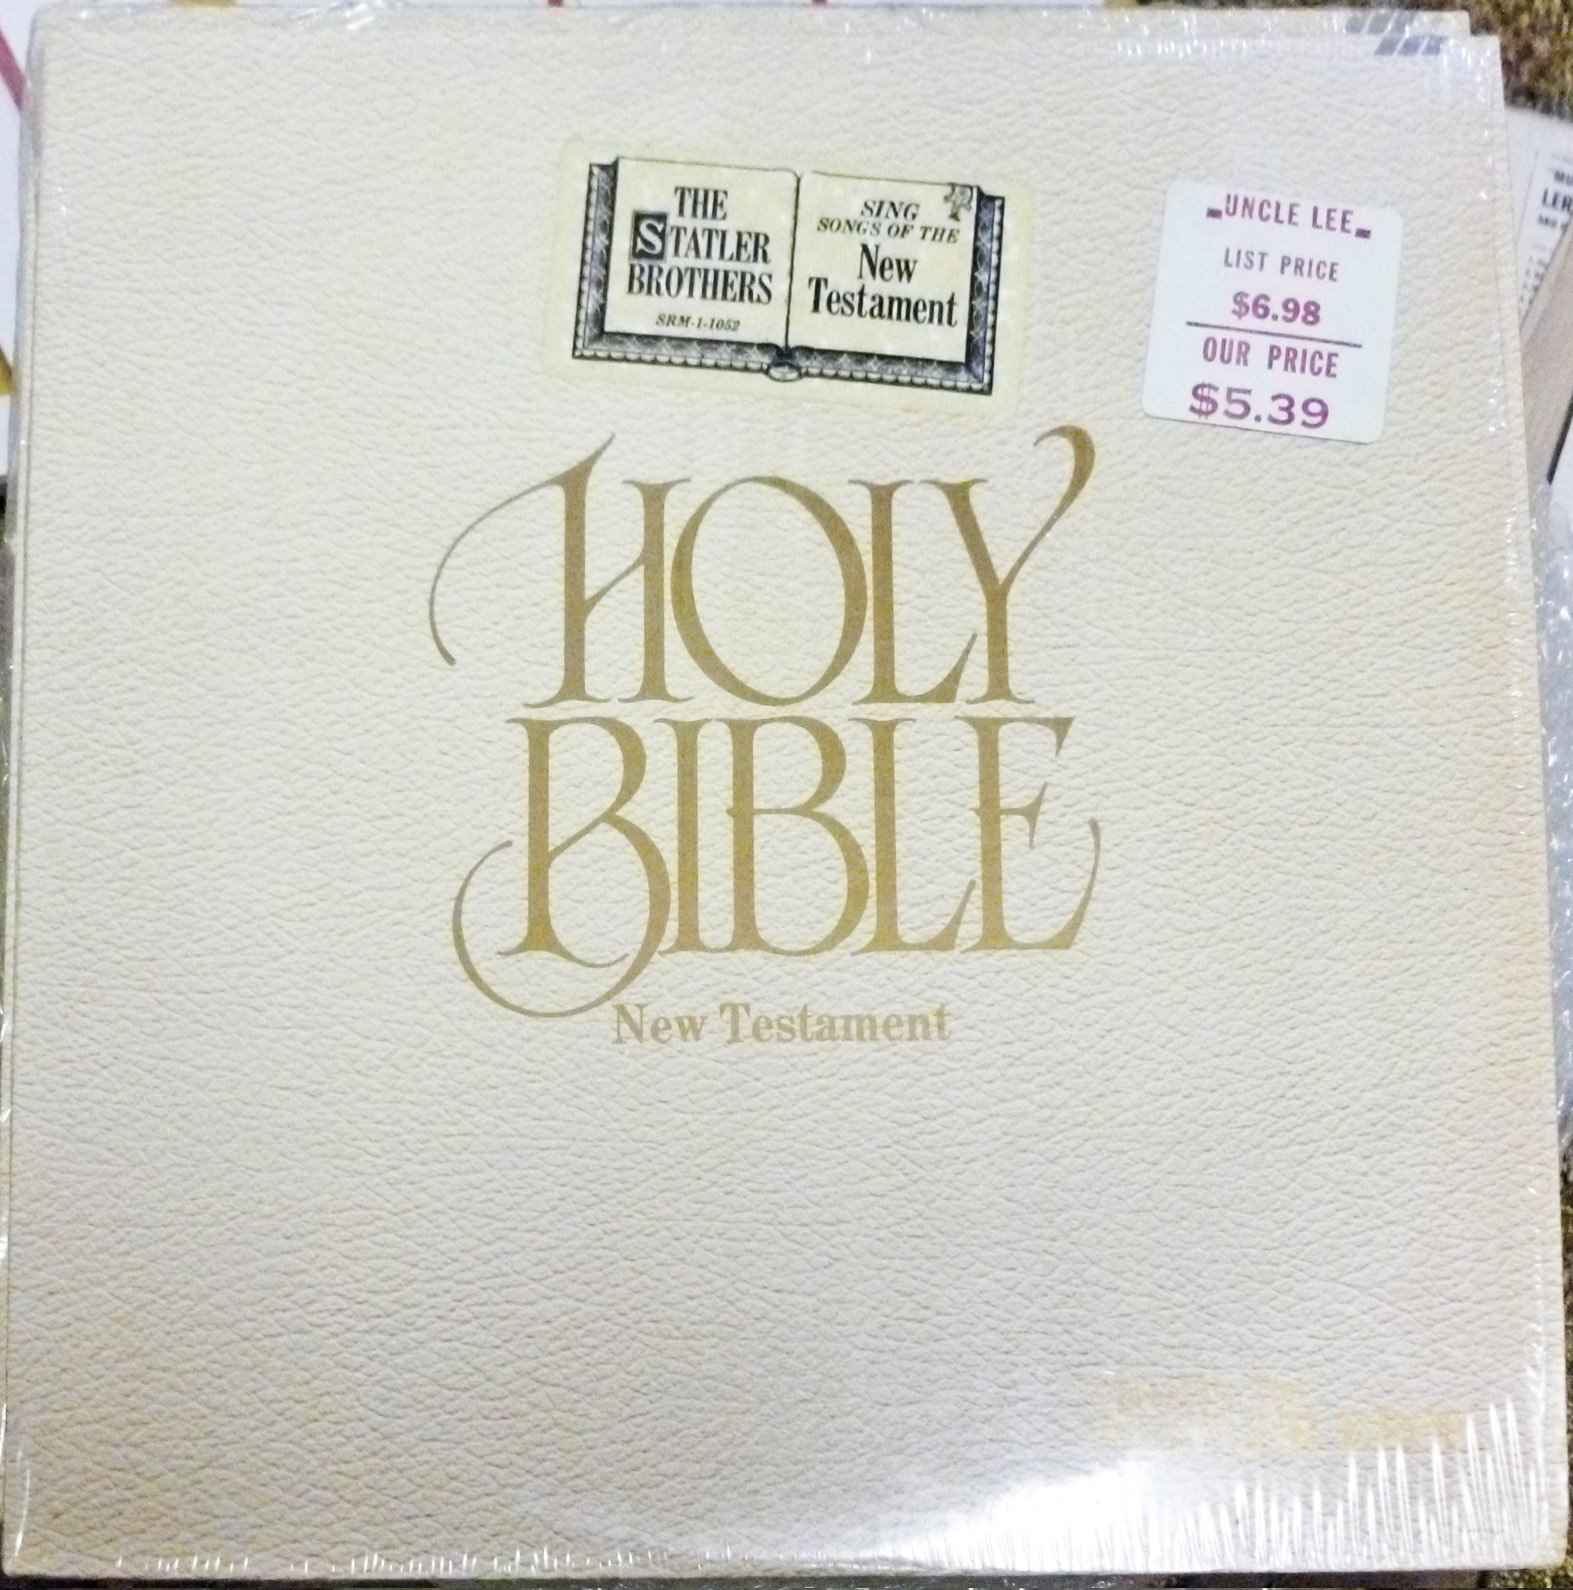 THE
STATLER
BROTHERS
SRM-1-1052
SING
SONGS OF THE
New
Testament
UNCLE LEE
LIST PRICE
$6.98
OUR PRICE
$5.39
HOLY
BIBLE
New Testament